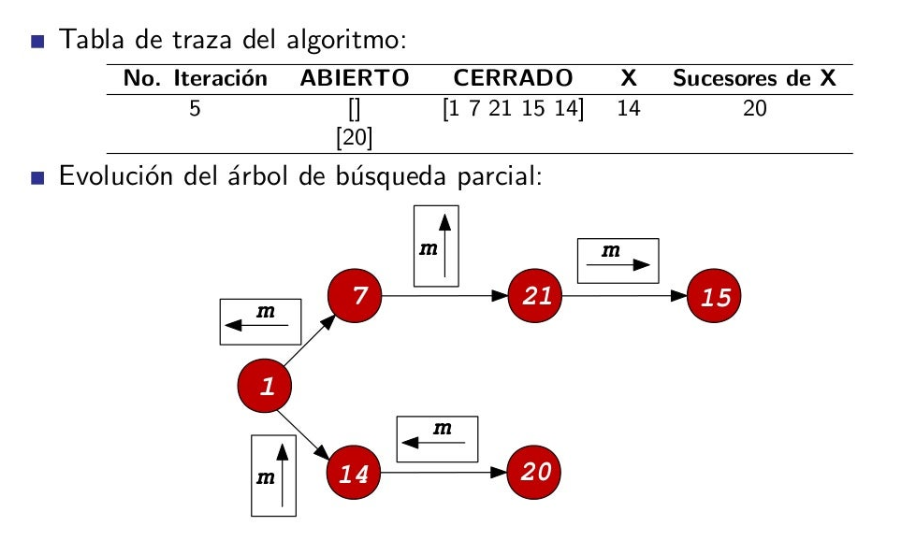 Tabla de traza del algoritmo:
No. Iteración ABIERTO CERRADO X Sucesores de X
5 [] [1 7 21 15 14] 14 20
[20]
Evolución del árbol de búsqueda parcial:
m
m
m
7
21
15
1
m
m
14
20